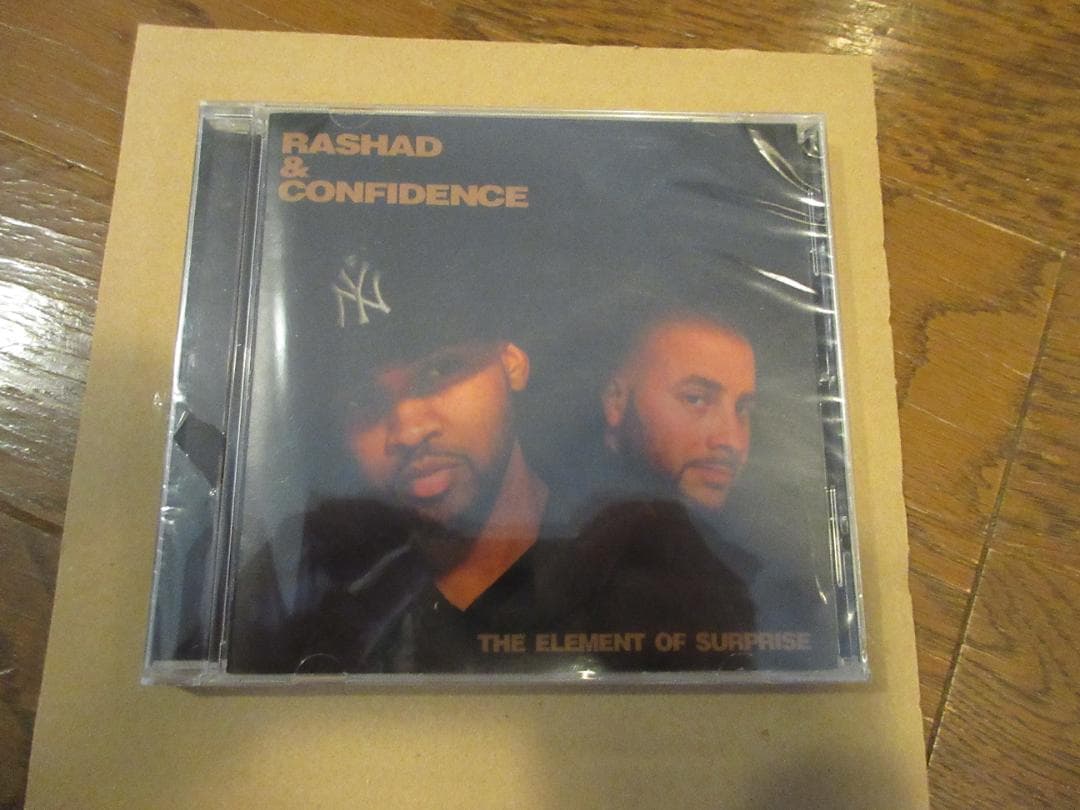 RASHAD
&
CONFIDENCE
NY
THE ELEMENT OF SURPRISE